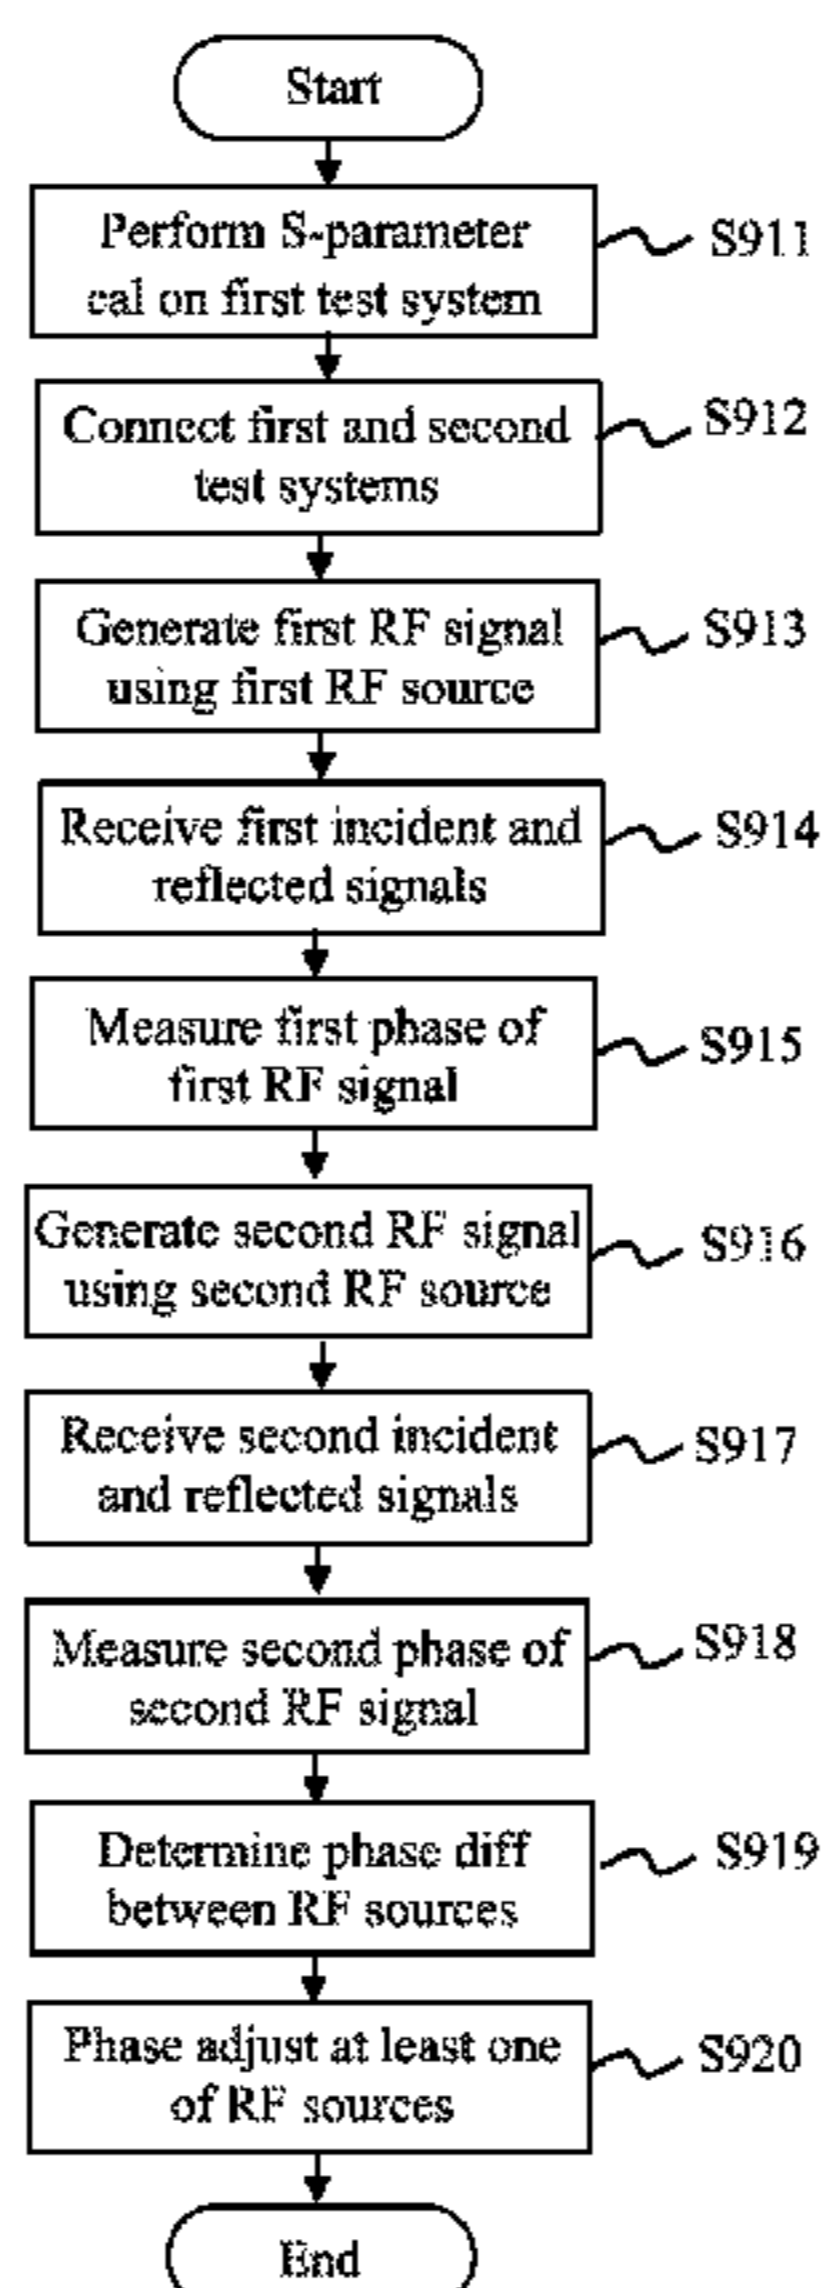 Start
Perform S-parameter
cal on first test system
S911
Connect first and second
test systems
S912
Generate first RF signal
using first RF source
S913
Receive first incident and
reflected signals
S914
Measure first phase of
first RF signal
S915
Generate second RF signal
using second RF source
S916
Receive second incident
and reflected signals
S917
Measure second phase of
second RF signal
S918
Determine phase diff
between RF sources
S919
Phase adjust at least one
of RF sources
S920
End